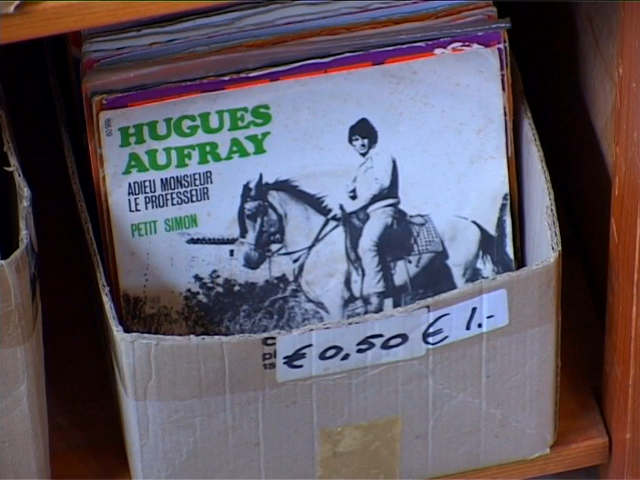 HUGUES
AUFRAY
ADIEU MONSIEUR
LE PROFESSEUR
PETIT SIMON
€ 0,50 € 1.-